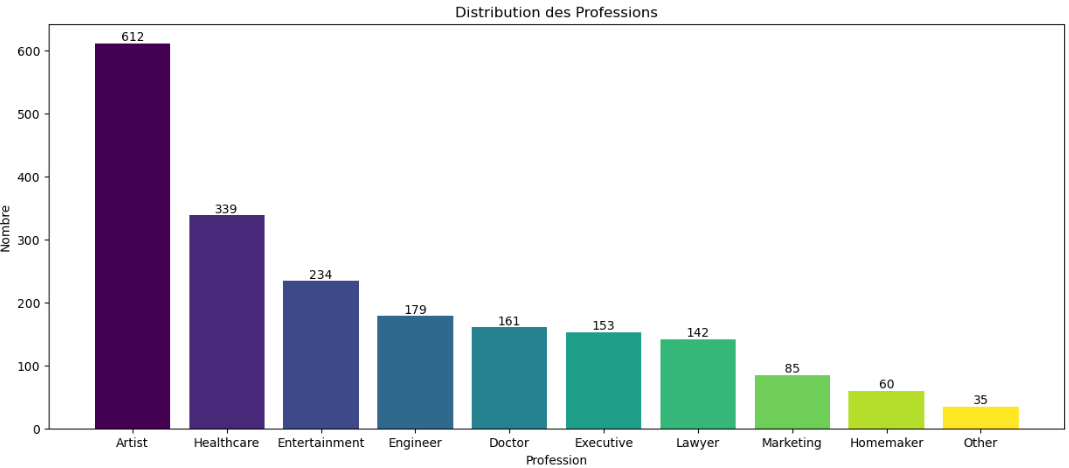 Distribution des Professions
Nombre
600
500
400
300
200
100
0
612
339
234
179
161
153
142
85
60
35
Artist
Healthcare
Entertainment
Engineer
Doctor
Executive
Lawyer
Marketing
Homemaker
Other
Profession